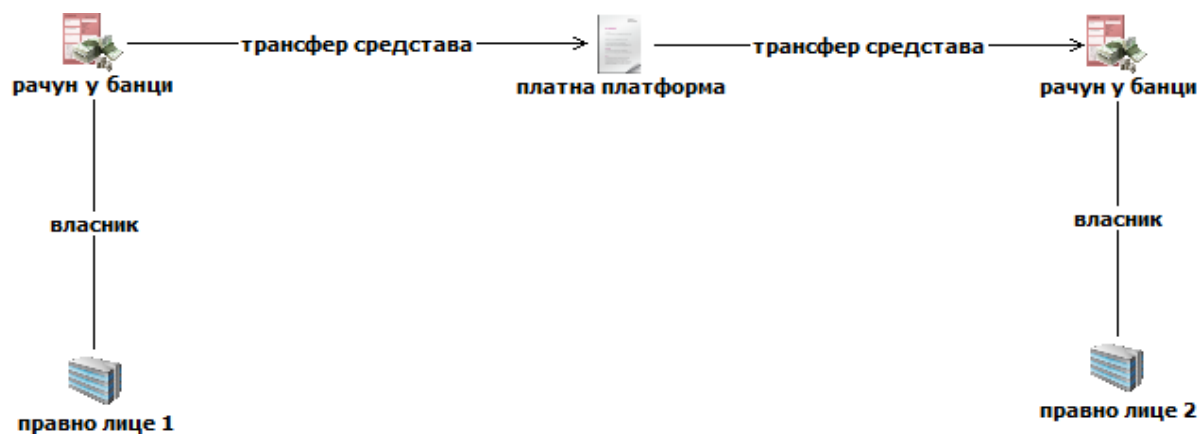 трансфер средстава
трансфер средстава
рачун у банци
платна платформа
рачун у банци
власник
власник
правно лице 1
правно лице 2